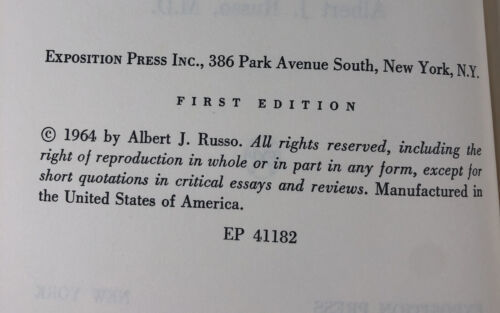 Exposition Press Inc., 386 Park Avenue South, New York, N.Y.
FIRST EDITION
© 1964 by Albert J. Russo. All rights reserved, including the
right of reproduction in whole or in part in any form, except for
short quotations in critical essays and reviews. Manufactured in
the United States of America.
EP 41182